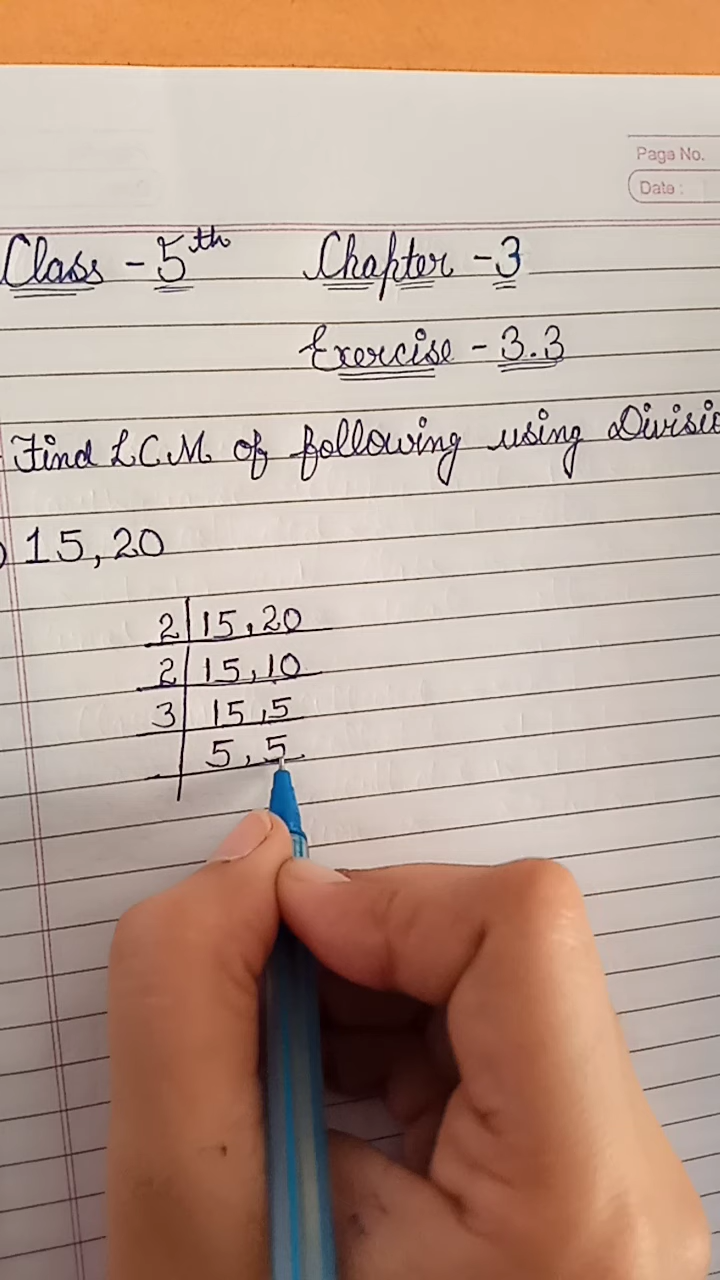 Page No.
Date :
Class - 5th Chapter - 3
Exercise - 3.3
Find L.C.M. of following using
15, 20
2 | 15, 20
2 | 15, 10
3 | 15, 5
5, 5